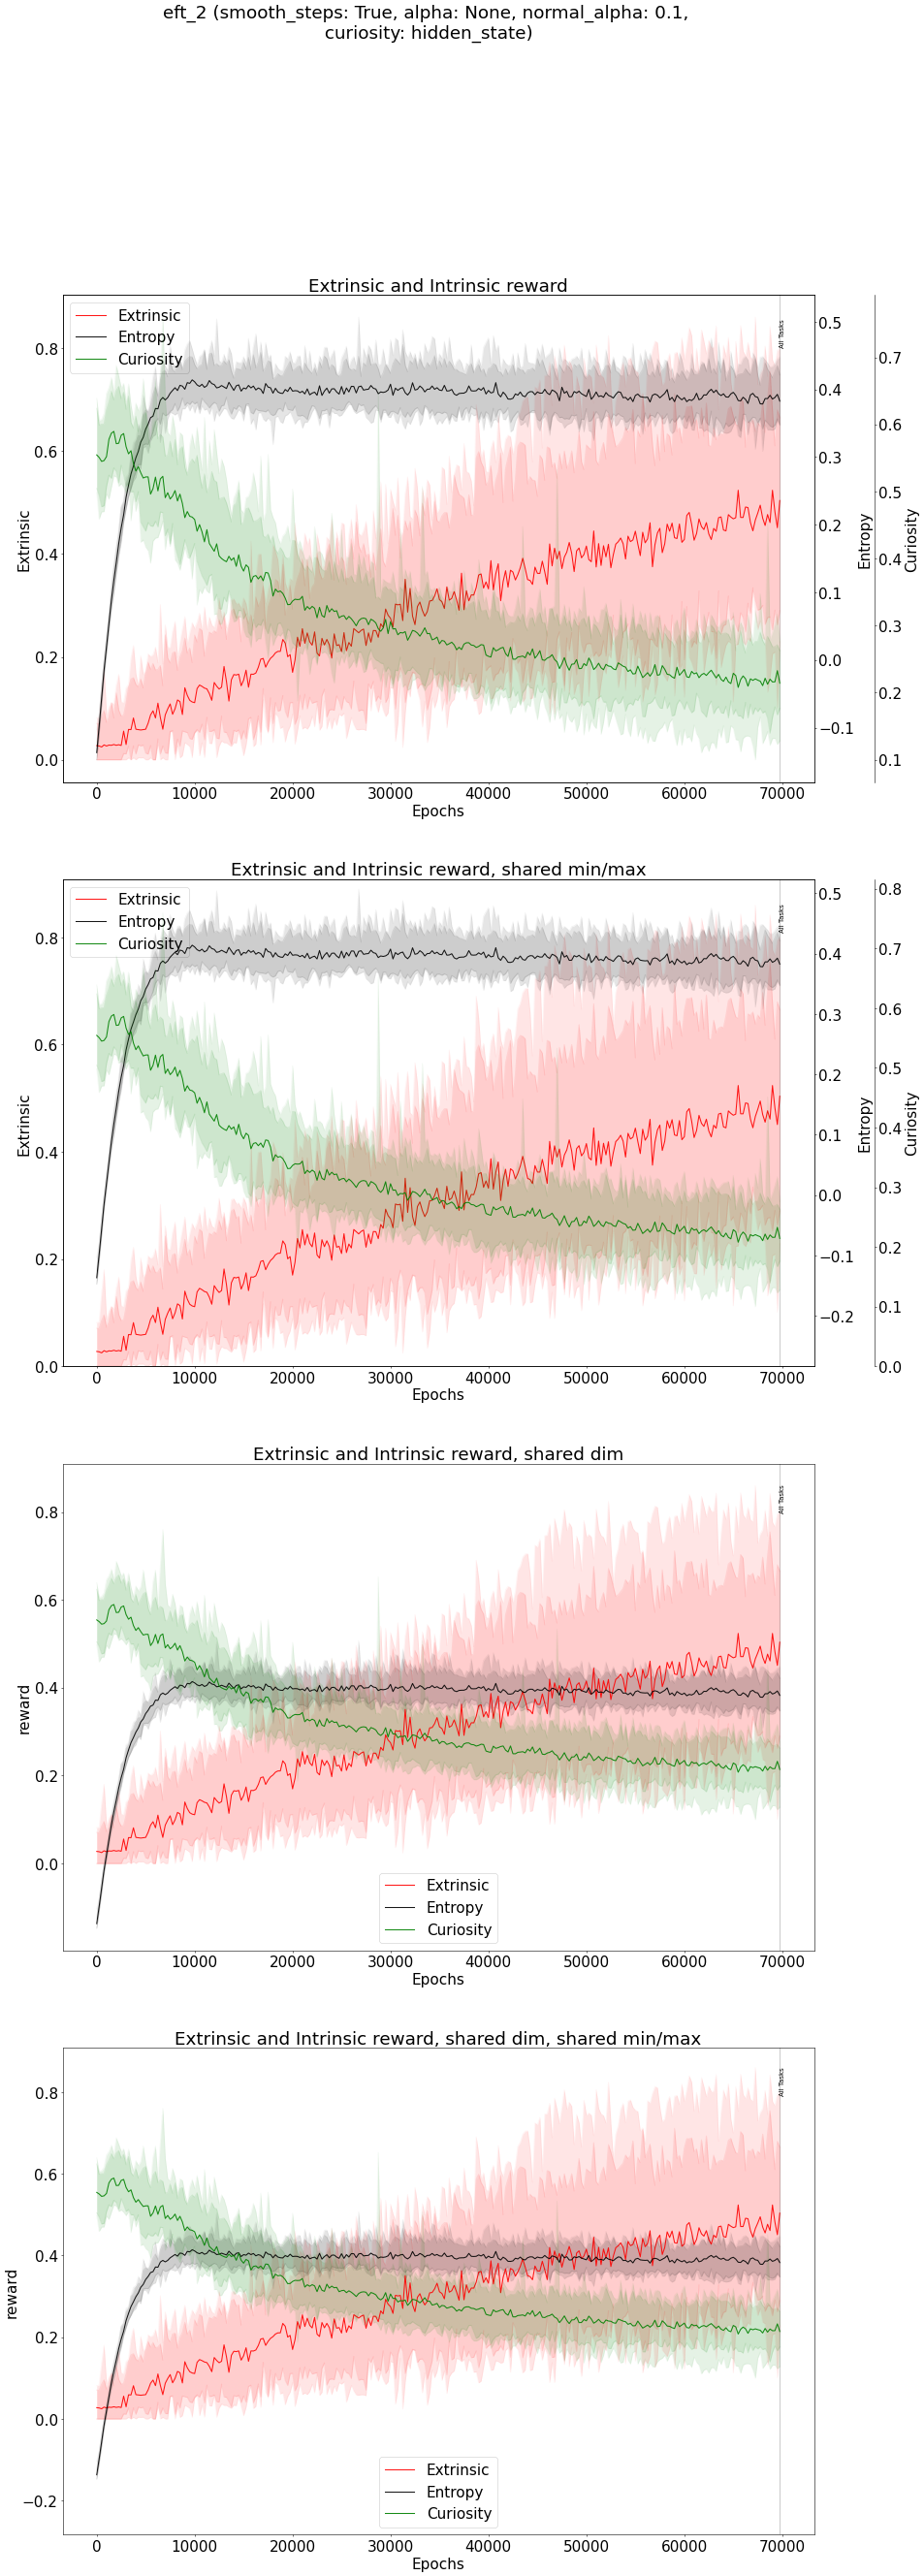 eft_2 (smooth_steps: True, alpha: None, normal_alpha: 0.1,
curiosity: hidden_state)
Extrinsic and Intrinsic reward
Extrinsic
Entropy
Curiosity
All Tasks
0.8
0.6
0.4
0.2
0.0
Extrinsic
0.5
0.4
0.3
0.2
0.1
0.0
−0.1
Entropy
0.7
0.6
0.5
0.4
0.3
0.2
0.1
Curiosity
0 10000 20000 30000 40000 50000 60000 70000
Epochs
Extrinsic and Intrinsic reward, shared min/max
Extrinsic
Entropy
Curiosity
All Tasks
0.8
0.6
0.4
0.2
0.0
Extrinsic
0.5
0.4
0.3
0.2
0.1
0.0
−0.1
−0.2
Entropy
0.8
0.7
0.6
0.5
0.4
0.3
0.2
0.1
0.0
Curiosity
0 10000 20000 30000 40000 50000 60000 70000
Epochs
Extrinsic and Intrinsic reward, shared dim
All Tasks
0.8
0.6
0.4
0.2
0.0
reward
Extrinsic
Entropy
Curiosity
0 10000 20000 30000 40000 50000 60000 70000
Epochs
Extrinsic and Intrinsic reward, shared dim, shared min/max
All Tasks
0.8
0.6
0.4
0.2
0.0
−0.2
reward
Extrinsic
Entropy
Curiosity
0 10000 20000 30000 40000 50000 60000 70000
Epochs